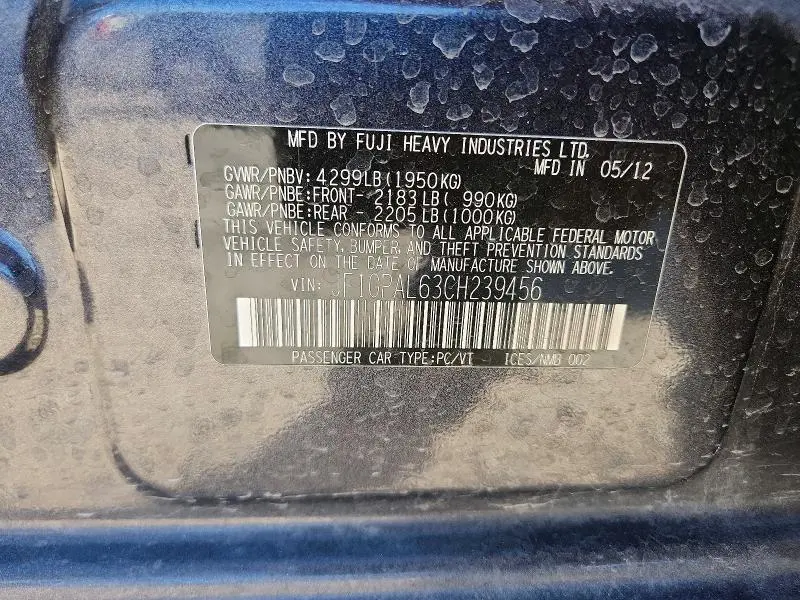 MFD BY FUJI HEAVY INDUSTRIES LTD.
MFD IN 05/12
GVWR/PNBV: 4299LB (1950KG)
GAWR/PNBE:FRONT- 2183LB ( 990KG)
GAWR/PNBE:REAR - 2205LB (1000KG)
THIS VEHICLE CONFORMS TO ALL APPLICABLE FEDERAL MOTOR
VEHICLE SAFETY, BUMPER, AND THEFT PREVENTION STANDARDS
IN EFFECT ON THE DATE OF MANUFACTURE SHOWN ABOVE.
VIN: JF1GPAL63CH239456
PASSENGER CAR TYPE:PC/VT ICES/NMB 002